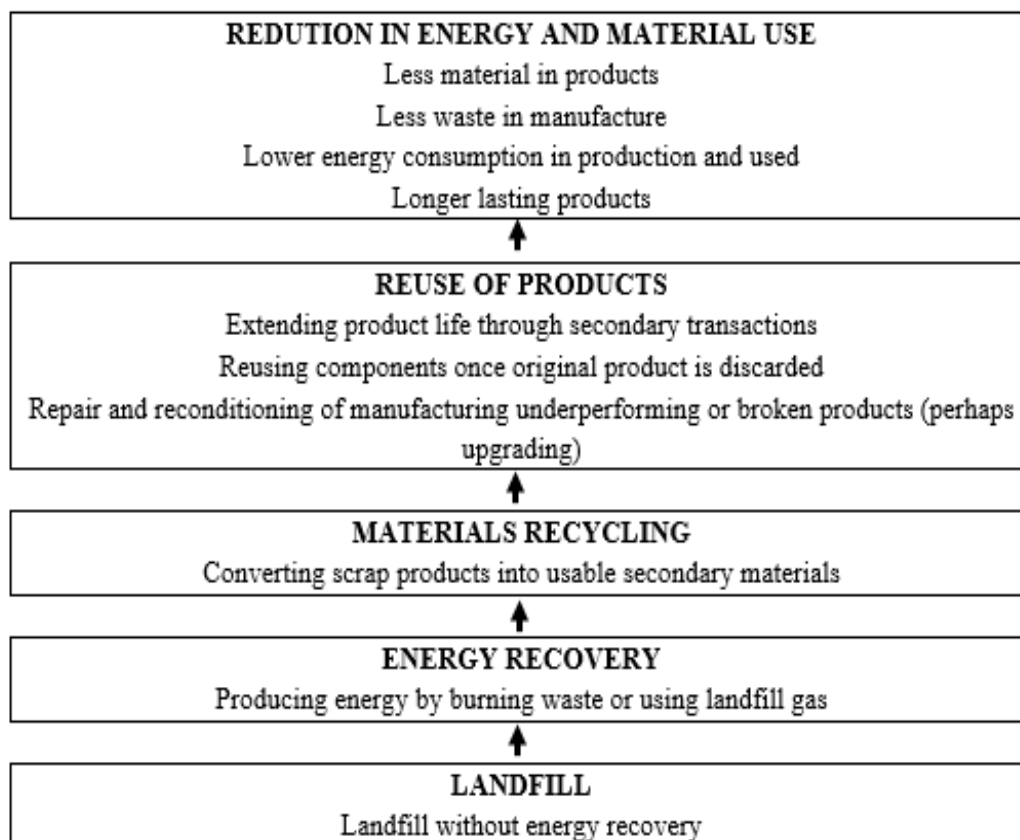 REDUTION IN ENERGY AND MATERIAL USE
Less material in products
Less waste in manufacture
Lower energy consumption in production and used
Longer lasting products
REUSE OF PRODUCTS
Extending product life through secondary transactions
Reusing components once original product is discarded
Repair and reconditioning of manufacturing underperforming or broken products (perhaps
upgrading)
MATERIALS RECYCLING
Converting scrap products into usable secondary materials
ENERGY RECOVERY
Producing energy by burning waste or using landfill gas
LANDFILL
Landfill without energy recovery